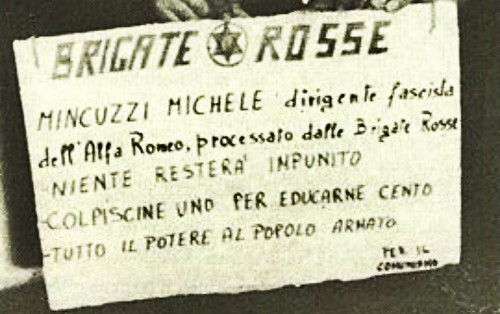 BRIGATE ROSSE
MINCUZZI MICHELE dirigente fascista
dell'Alfa Romeo, processato dalle Brigate Rosse
-NIENTE RESTERA' IMPUNITO
-COLPISCINE UNO PER EDUCARNE CENTO
-TUTTO IL POTERE AL POPOLO ARMATO
PER IL
COMUNISMO